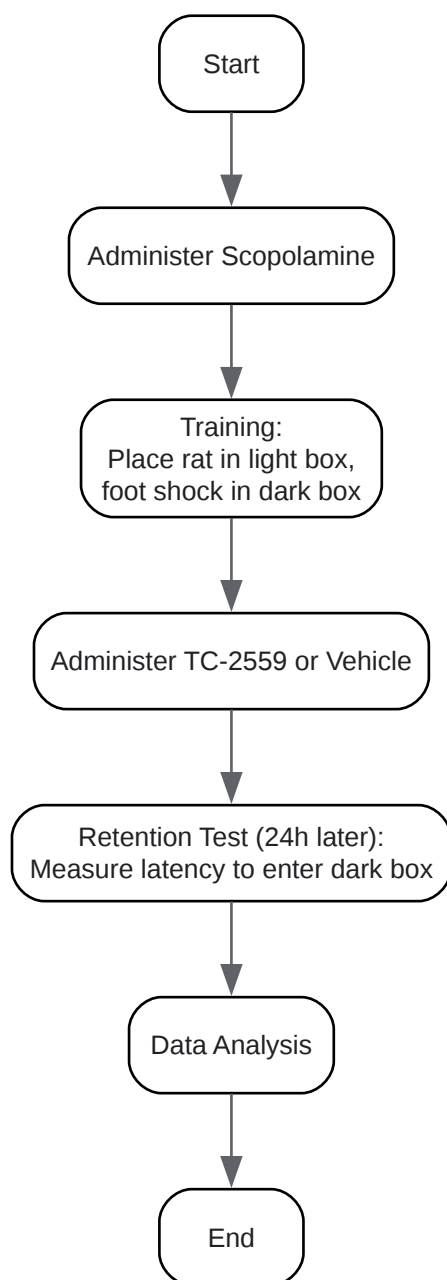 Start
Administer Scopolamine
Training:
Place rat in light box,
foot shock in dark box
Administer TC-2559 or Vehicle
Retention Test (24h later):
Measure latency to enter dark box
Data Analysis
End